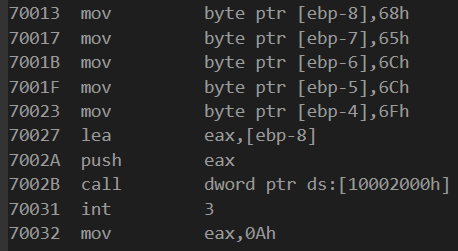 70013 mov byte ptr [ebp-8],68h
70017 mov byte ptr [ebp-7],65h
7001B mov byte ptr [ebp-6],6Ch
7001F mov byte ptr [ebp-5],6Ch
70023 mov byte ptr [ebp-4],6Fh
70027 lea eax,[ebp-8]
7002A push eax
7002B call dword ptr ds:[10002000h]
70031 int 3
70032 mov eax,0Ah